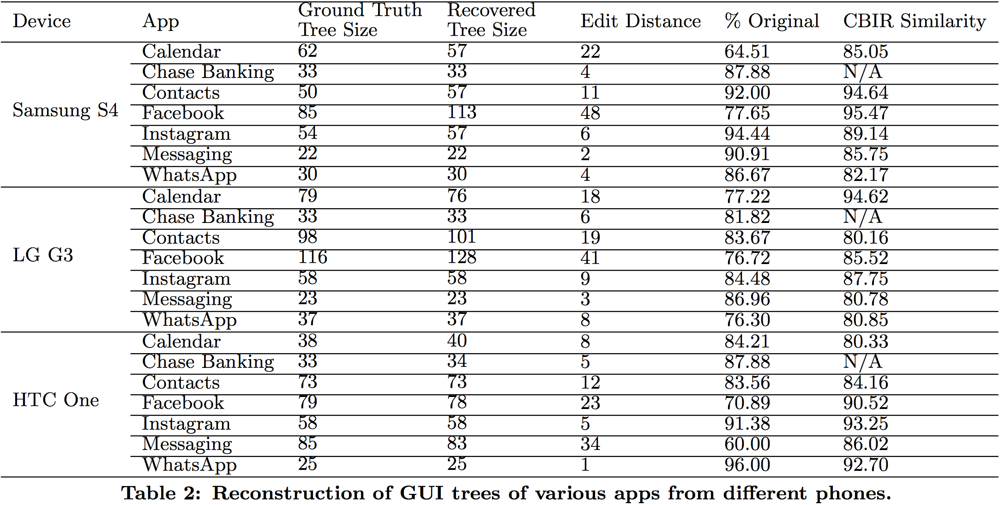 Device App Ground Truth Tree Size Recovered Tree Size Edit Distance % Original CBIR Similarity
Samsung S4
Calendar 62 57 22 64.51 85.05
Chase Banking 33 33 4 87.88 N/A
Contacts 50 57 11 92.00 94.64
Facebook 85 113 48 77.65 95.47
Instagram 54 57 6 94.44 89.14
Messaging 22 22 2 90.91 85.75
WhatsApp 30 30 4 86.67 82.17
LG G3
Calendar 79 76 18 77.22 94.62
Chase Banking 33 33 6 81.82 N/A
Contacts 98 101 19 83.67 80.16
Facebook 116 128 41 76.72 85.52
Instagram 58 58 9 84.48 87.75
Messaging 23 23 3 86.96 80.78
WhatsApp 37 37 8 76.30 80.85
HTC One
Calendar 38 40 8 84.21 80.33
Chase Banking 33 34 5 87.88 N/A
Contacts 73 73 12 83.56 84.16
Facebook 79 78 23 70.89 90.52
Instagram 58 58 5 91.38 93.25
Messaging 85 83 34 60.00 86.02
WhatsApp 25 25 1 96.00 92.70
Table 2: Reconstruction of GUI trees of various apps from different phones.